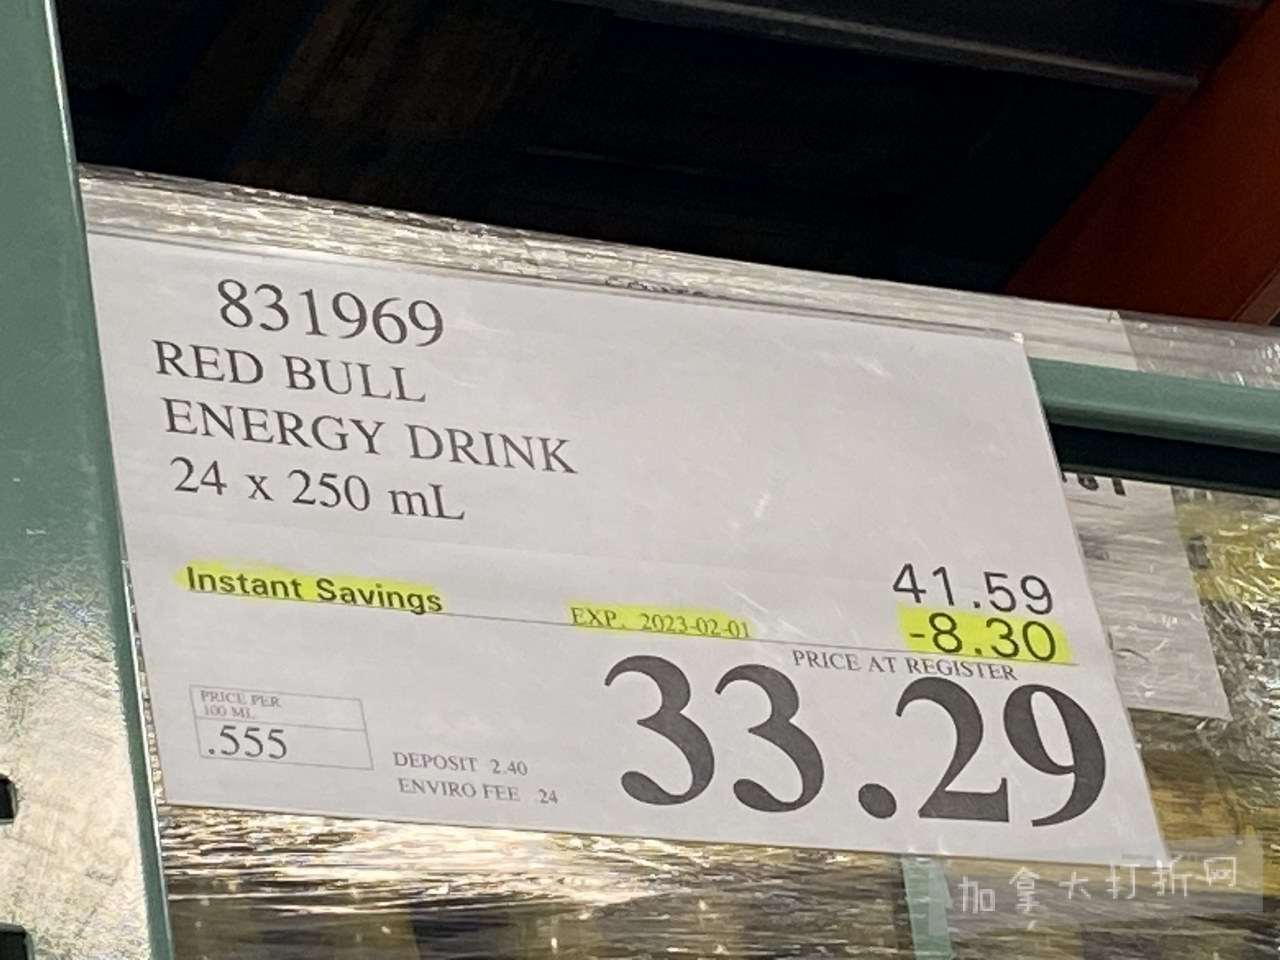 831969
RED BULL
ENERGY DRINK
24 x 250 mL
41.59
Instant Savings EXP. 2023-02-01 -8.30
PRICE AT REGISTER
33.29
PRICE PER
100 ML
.555
DEPOSIT 2.40
ENVIRO FEE .24
加拿大打折网